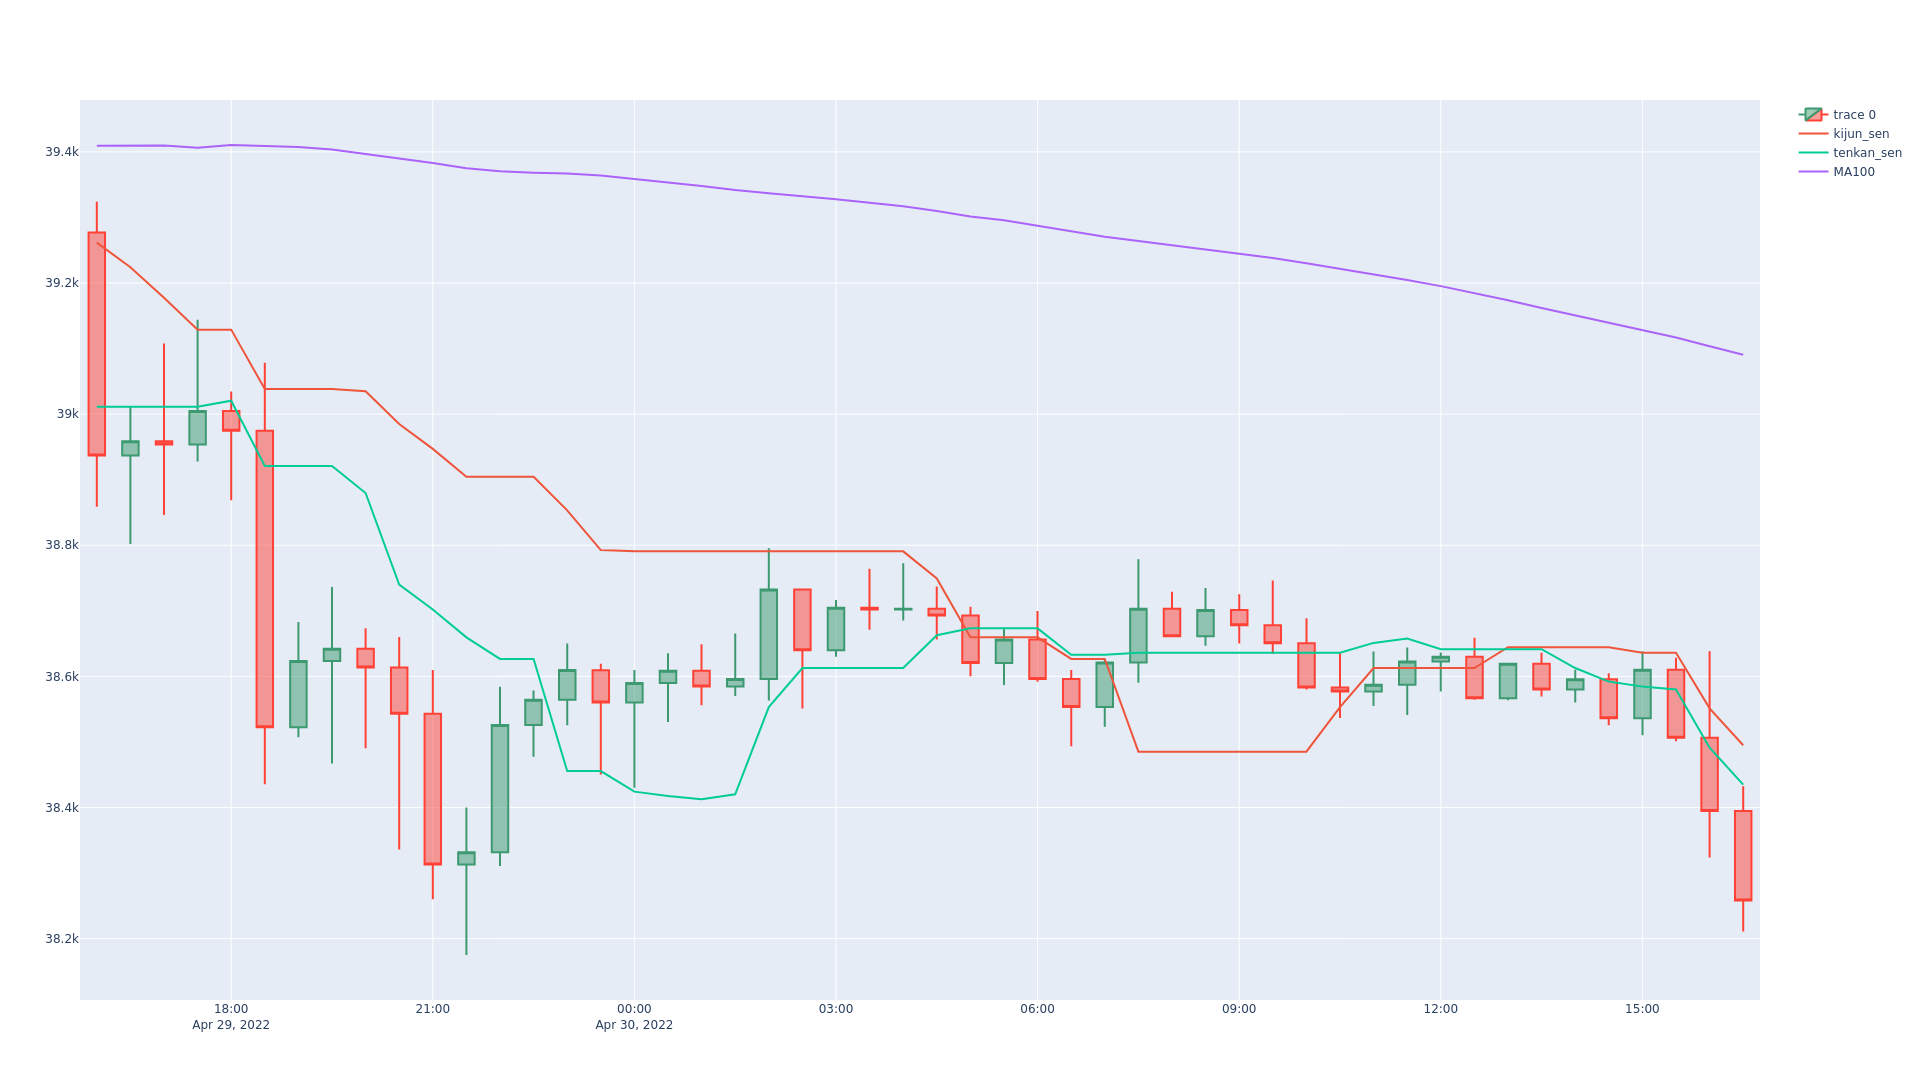 trace 0
kijun_sen
tenkan_sen
MA100
39.4k
39.2k
39k
38.8k
38.6k
38.4k
38.2k
18:00 21:00 00:00 03:00 06:00 09:00 12:00 15:00
Apr 29, 2022 Apr 30, 2022